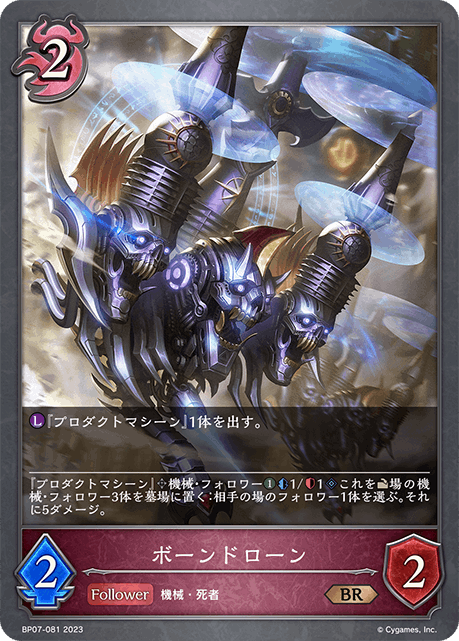 2
L『プロダクトマシーン』1体を出す。
『プロダクトマシーン』機械・フォロワー1 1/1 これを場の機
械・フォロワー3体を墓場に置く:相手の場のフォロワー1体を選ぶ。それ
に5ダメージ。
ボーンドローン
2
Follower 機械・死者 BR
2
BP07-081 2023 © Cygames, Inc.